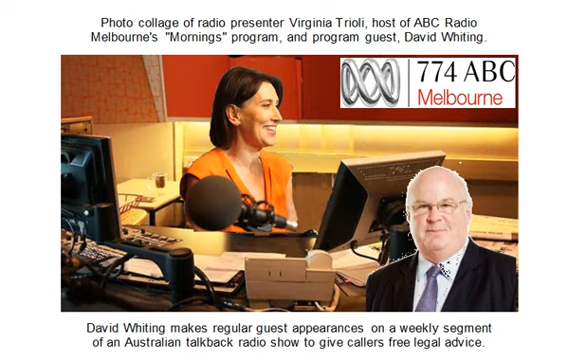 Photo collage of radio presenter Virginia Trioli, host of ABC Radio
Melbourne's "Mornings" program, and program guest, David Whiting.
774 ABC
Melbourne
David Whiting makes regular guest appearances on a weekly segment
of an Australian talkback radio show to give callers free legal advice.